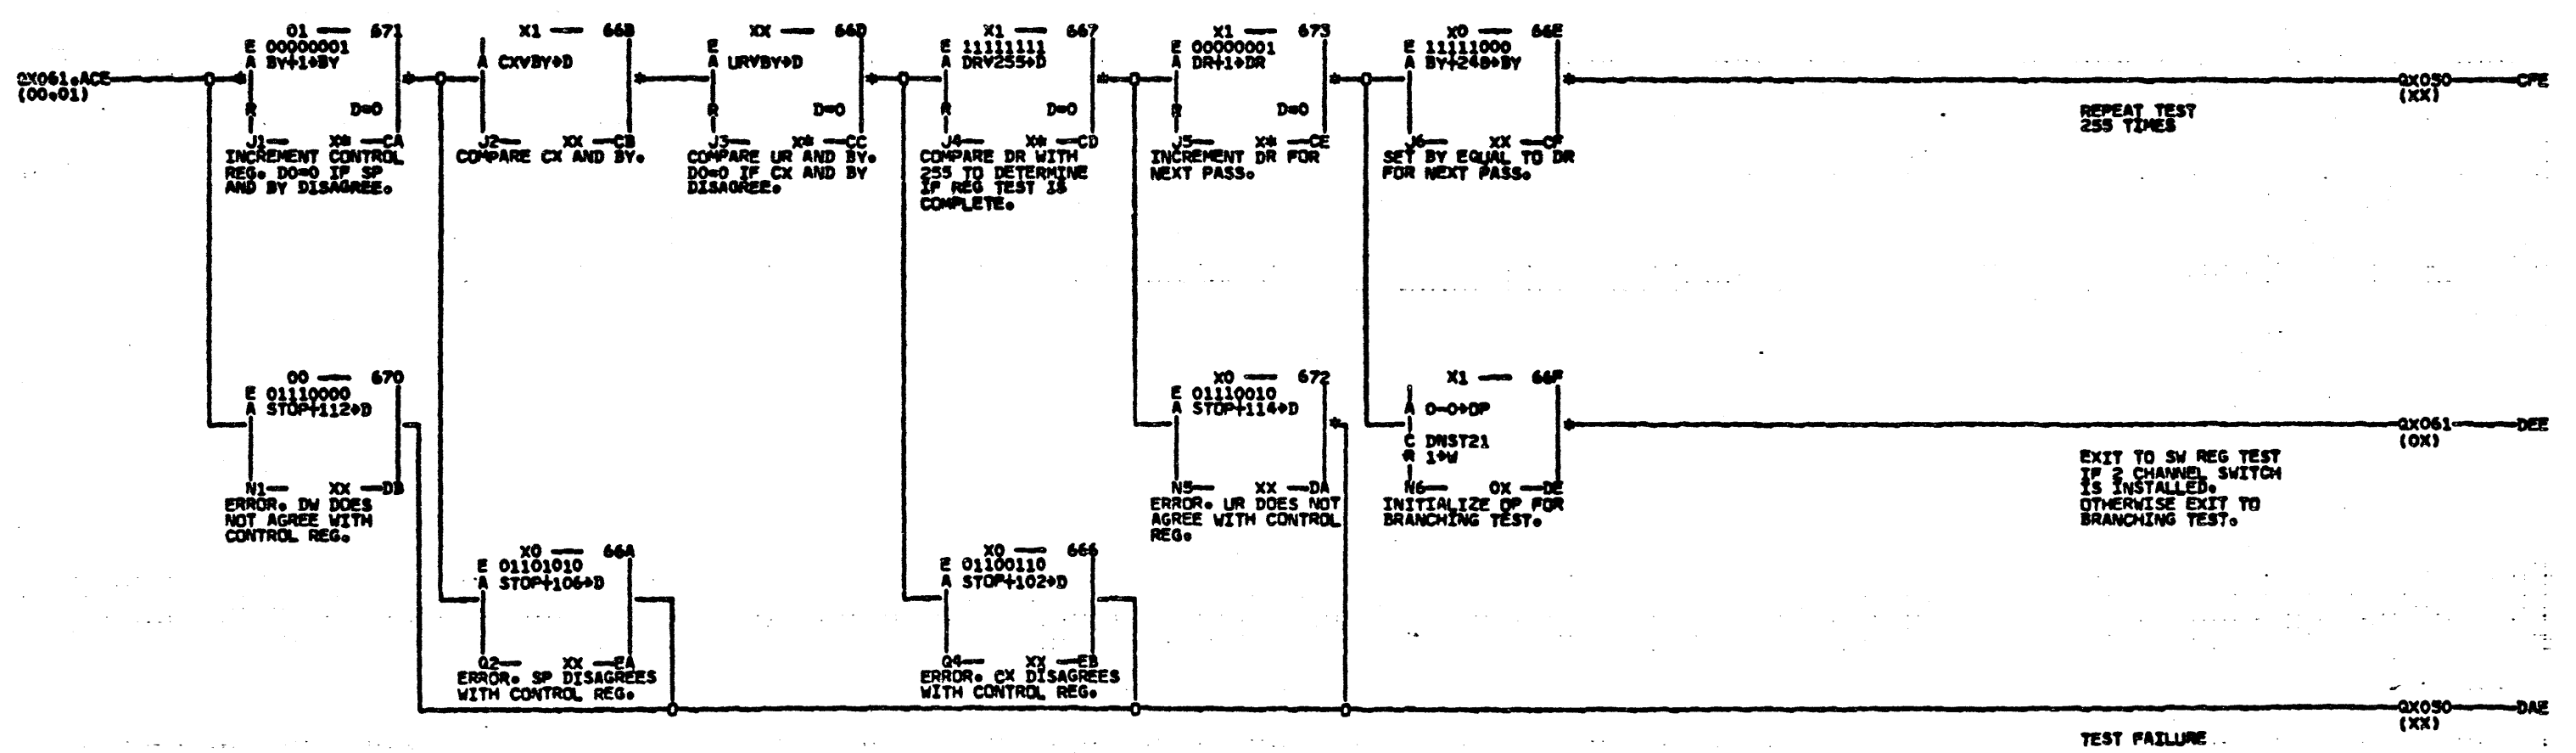 QX061.ACE
(00.01)
01 — 671
E 00000001
A BY+1→BY
R D=0
J1— X* —CA
INCREMENT CONTROL
REG. DO=0 IF SP
AND BY DISAGREE.
X1 — 66B
A CX∀BY→D
J2— XX —CB
COMPARE CX AND BY.
XX — 66D
E
A UR∀BY→D
R D=0
J3— X* —CC
COMPARE UR AND BY.
DO=0 IF CX AND BY
DISAGREE.
X1 — 667
E 11111111
A DR∀255→D
R D=0
J4— X* —CD
COMPARE DR WITH
255 TO DETERMINE
IF REG TEST IS
COMPLETE.
X1 — 673
E 00000001
A DR+1→DR
R D=0
J5— X* —CE
INCREMENT DR FOR
NEXT PASS.
X0 — 66E
E 11111000
A BY+248→BY
J6— XX —CF
SET BY EQUAL TO DR
FOR NEXT PASS.
QX050 — CFE
(XX)
REPEAT TEST
255 TIMES
00 — 670
E 01110000
A STOP+112→D
N1— XX —DB
ERROR. DW DOES
NOT AGREE WITH
CONTROL REG.
X0 — 672
E 01110010
A STOP+114→D
N5— XX —DA
ERROR. UR DOES NOT
AGREE WITH CONTROL
REG.
X1 — 66F
A 0-0→OP
C DNST21
R 1→W
N6— 0X —DE
INITIALIZE OP FOR
BRANCHING TEST.
QX061 — DEE
(0X)
EXIT TO SW REG TEST
IF 2 CHANNEL SWITCH
IS INSTALLED.
OTHERWISE EXIT TO
BRANCHING TEST.
X0 — 66A
E 01101010
A STOP+106→D
Q2— XX —EA
ERROR. SP DISAGREES
WITH CONTROL REG.
X0 — 666
E 01100110
A STOP+102→D
Q4— XX —EB
ERROR. CX DISAGREES
WITH CONTROL REG.
QX050 — DAE
(XX)
TEST FAILURE